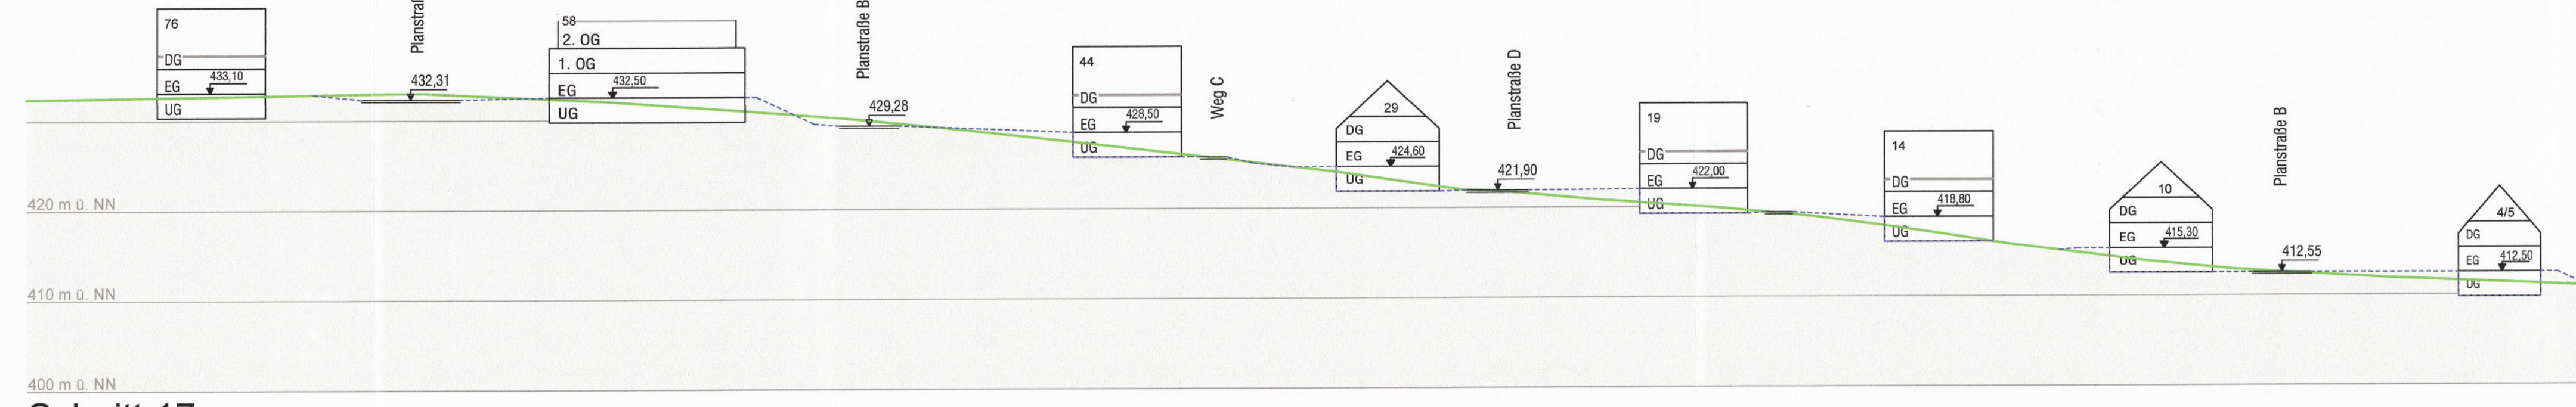 76
DG
EG
433,10
UG
432,31
58
2. OG
1. OG
EG
432,50
UG
429,28
44
DG
EG
428,50
UG
Weg C
29
DG
EG
424,60
UG
Planstraße D
421,90
19
DG
EG
422,00
UG
14
DG
EG
418,80
UG
10
DG
EG
415,30
UG
Planstraße B
412,55
4/5
DG
EG
412,50
UG
420 m ü. NN
410 m ü. NN
400 m ü. NN